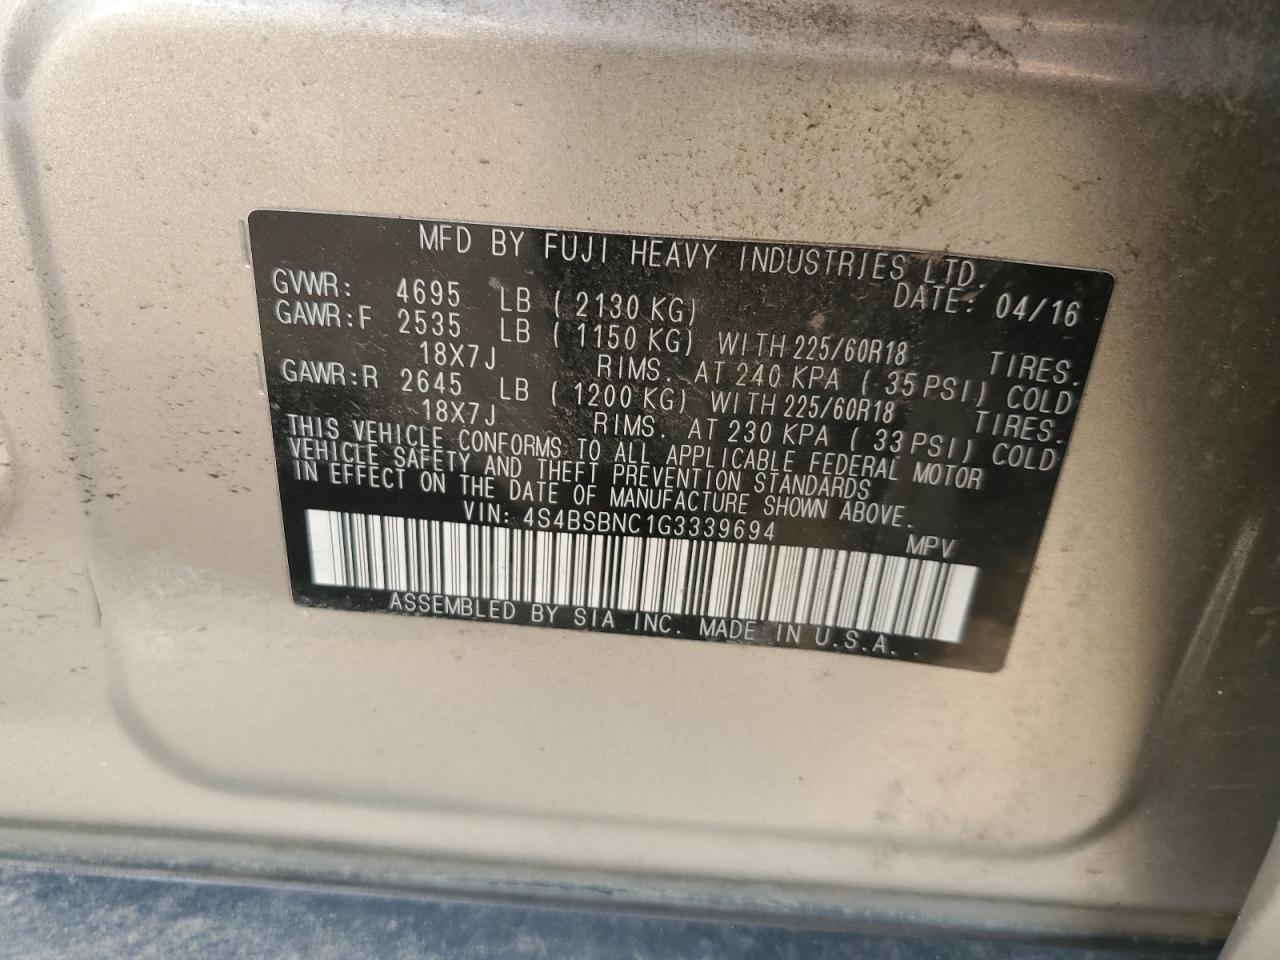 MFD BY FUJI HEAVY INDUSTRIES LTD.
DATE: 04/16
GVWR: 4695 LB ( 2130 KG)
GAWR:F 2535 LB ( 1150 KG) WITH 225/60R18 TIRES.
18X7J RIMS. AT 240 KPA ( 35 PSI) COLD
GAWR:R 2645 LB ( 1200 KG) WITH 225/60R18 TIRES.
18X7J RIMS. AT 230 KPA ( 33 PSI) COLD
THIS VEHICLE CONFORMS TO ALL APPLICABLE FEDERAL MOTOR
VEHICLE SAFETY AND THEFT PREVENTION STANDARDS
IN EFFECT ON THE DATE OF MANUFACTURE SHOWN ABOVE.
VIN: 4S4BSBNC1G3339694 MPV
ASSEMBLED BY SIA INC. MADE IN U.S.A.